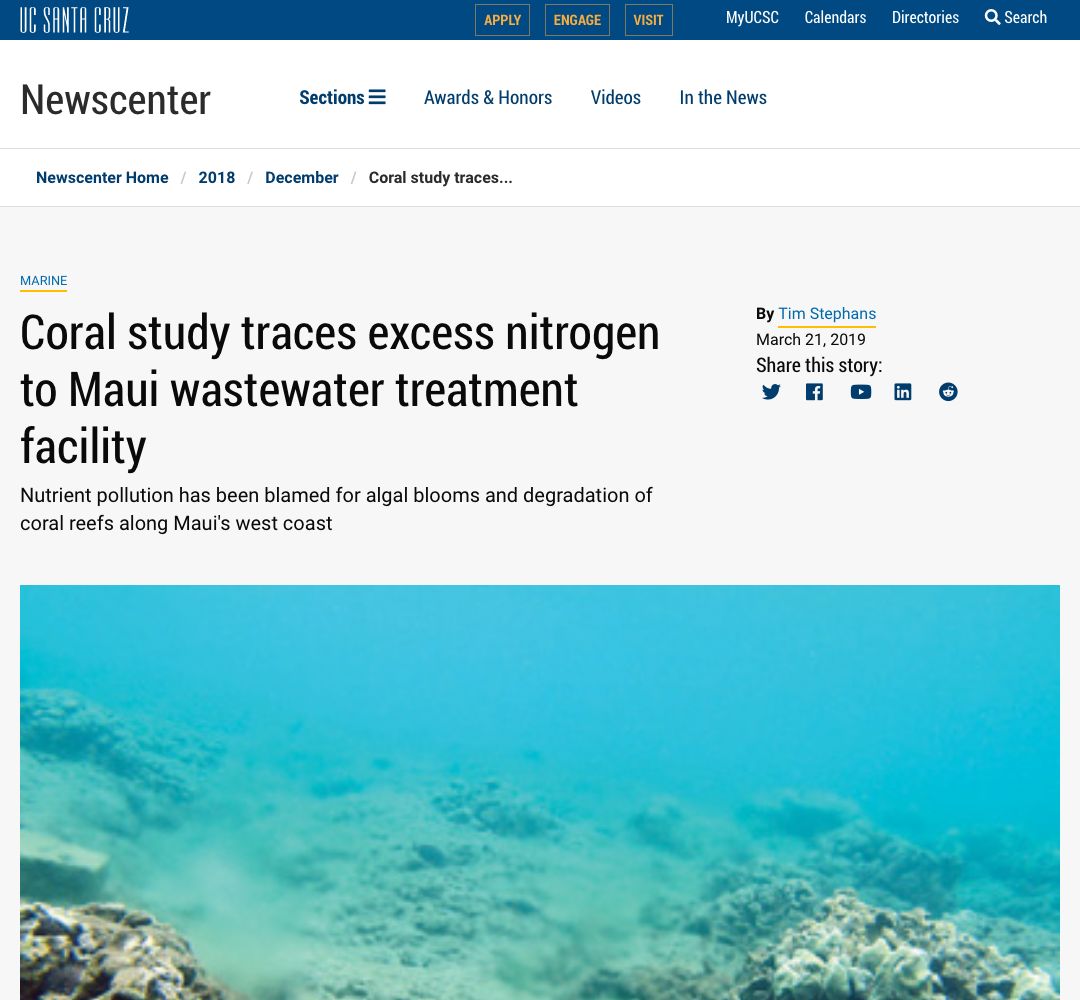 UC SANTA CRUZ
APPLY ENGAGE VISIT
MyUCSC Calendars Directories Search
Newscenter
Sections Awards & Honors Videos In the News
Newscenter Home / 2018 / December / Coral study traces...
MARINE
Coral study traces excess nitrogen
to Maui wastewater treatment
facility
Nutrient pollution has been blamed for algal blooms and degradation of
coral reefs along Maui's west coast
By Tim Stephans
March 21, 2019
Share this story: